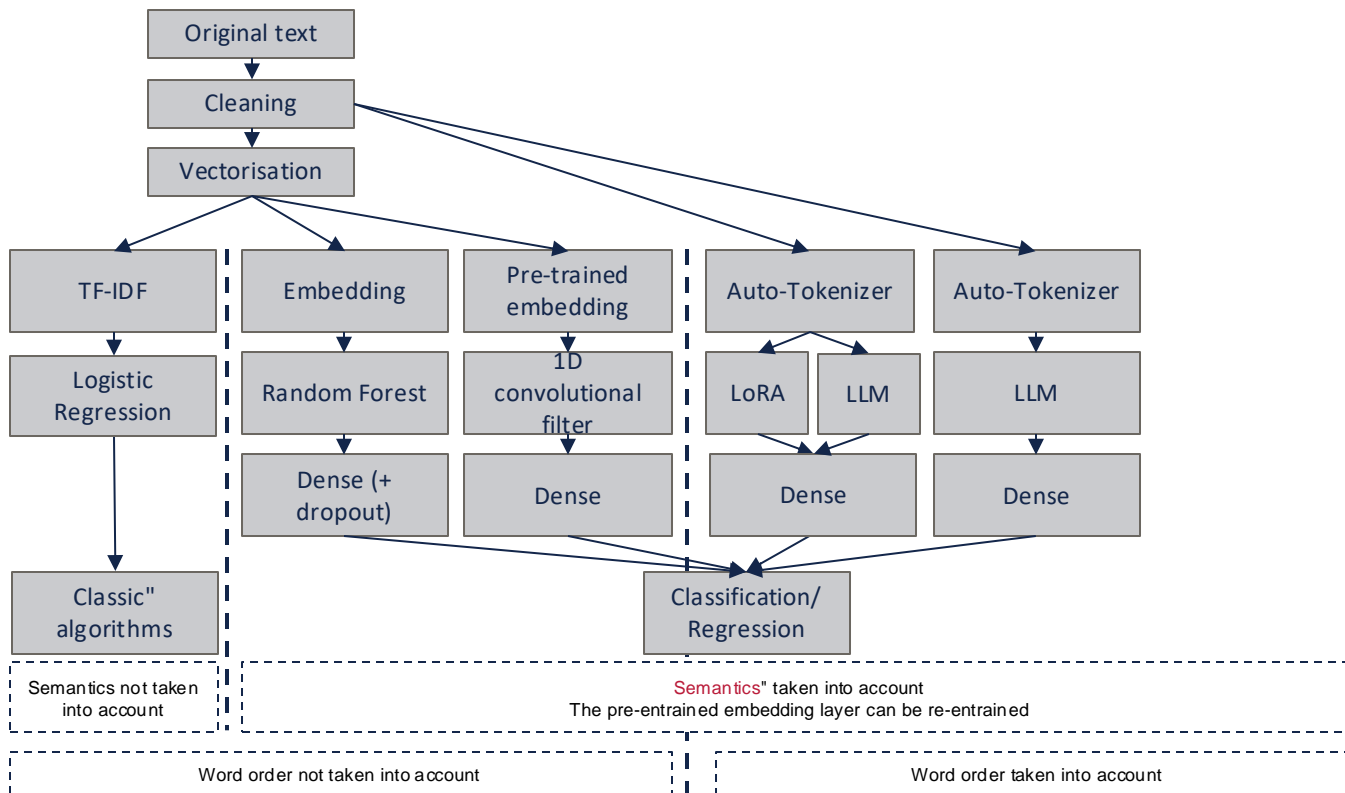 Original text
Cleaning
Vectorisation
TF-IDF
Embedding
Pre-trained
embedding
Auto-Tokenizer
Auto-Tokenizer
Logistic
Regression
Random Forest
1D
convolutional
filter
LoRA
LLM
LLM
Dense (+
dropout)
Dense
Dense
Dense
Classic"
algorithms
Classification/
Regression
Semantics not taken
into account
Semantics" taken into account
The pre-entrained embedding layer can be re-entrained
Word order not taken into account
Word order taken into account